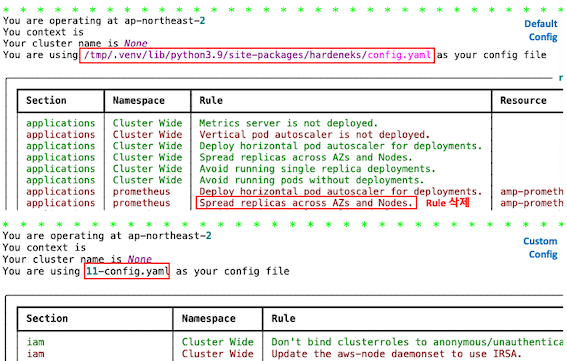 * * * * * * * * * * * * * * * * * * * * * * * * * * * * * * * * * * * *
You are operating at ap-northeast-2
Default Config
You context is
Your cluster name is None
You are using /tmp/.venv/lib/python3.9/site-packages/hardeneks/config.yaml as your config file
r
Section Namespace Rule Resource
applications Cluster Wide Metrics server is not deployed.
applications Cluster Wide Vertical pod autoscaler is not deployed.
applications Cluster Wide Deploy horizontal pod autoscaler for deployments.
applications Cluster Wide Spread replicas across AZs and Nodes.
applications Cluster Wide Avoid running single replica deployments.
applications Cluster Wide Avoid running pods without deployments.
applications prometheus Deploy horizontal pod autoscaler for deployments. amp-prometh
applications prometheus Spread replicas across AZs and Nodes. Rule 삭제 amp-prometh
* * * * * * * * * * * * * * * * * * * * * * * * * * * * * * * * * * * *
You are operating at ap-northeast-2
Custom Config
You context is
Your cluster name is None
You are using 11-config.yaml as your config file
Section Namespace Rule
iam Cluster Wide Don't bind clusterroles to anonymous/unauthentica
iam Cluster Wide Update the aws-node daemonset to use IRSA.